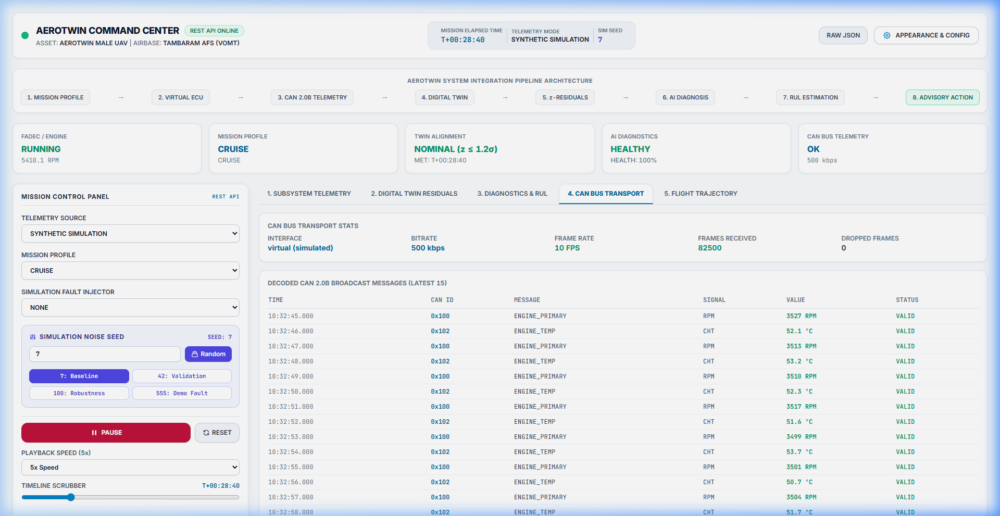 AEROTWIN COMMAND CENTER REST API ONLINE
ASSET: AEROTWIN MALE UAV | AIRBASE: TAMBARAM AFS (VOMT)
MISSION ELAPSED TIME TELEMETRY MODE SIM SEED
T+00:28:40 SYNTHETIC SIMULATION 7
RAW JSON APPEARANCE & CONFIG
AEROTWIN SYSTEM INTEGRATION PIPELINE ARCHITECTURE
1. MISSION PROFILE → 2. VIRTUAL ECU → 3. CAN 2.0B TELEMETRY → 4. DIGITAL TWIN → 5. z-RESIDUALS → 6. AI DIAGNOSIS → 7. RUL ESTIMATION → 8. ADVISORY ACTION
FADEC / ENGINE
RUNNING
5410.1 RPM
MISSION PROFILE
CRUISE
CRUISE
TWIN ALIGNMENT
NOMINAL (z ≤ 1.2σ)
MET: T+00:28:40
AI DIAGNOSTICS
HEALTHY
HEALTH: 100%
CAN BUS TELEMETRY
OK
500 kbps
MISSION CONTROL PANEL REST API
TELEMETRY SOURCE
SYNTHETIC SIMULATION
MISSION PROFILE
CRUISE
SIMULATION FAULT INJECTOR
NONE
SIMULATION NOISE SEED SEED: 7
7 Random
7: Baseline 42: Validation
100: Robustness 555: Demo Fault
PAUSE RESET
PLAYBACK SPEED (5x)
5x Speed
TIMELINE SCRUBBER T+00:28:40
1. SUBSYSTEM TELEMETRY 2. DIGITAL TWIN RESIDUALS 3. DIAGNOSTICS & RUL 4. CAN BUS TRANSPORT 5. FLIGHT TRAJECTORY
CAN BUS TRANSPORT STATS
INTERFACE BITRATE FRAME RATE FRAMES RECEIVED DROPPED FRAMES
virtual (simulated) 500 kbps 10 FPS 82500 0
DECODED CAN 2.0B BROADCAST MESSAGES (LATEST 15)
TIME CAN ID MESSAGE SIGNAL VALUE STATUS
10:32:45.000 0x100 ENGINE_PRIMARY RPM 3527 RPM VALID
10:32:46.000 0x102 ENGINE_TEMP CHT 52.1 °C VALID
10:32:47.000 0x100 ENGINE_PRIMARY RPM 3513 RPM VALID
10:32:48.000 0x102 ENGINE_TEMP CHT 53.2 °C VALID
10:32:49.000 0x100 ENGINE_PRIMARY RPM 3510 RPM VALID
10:32:50.000 0x102 ENGINE_TEMP CHT 52.3 °C VALID
10:32:51.000 0x100 ENGINE_PRIMARY RPM 3517 RPM VALID
10:32:52.000 0x102 ENGINE_TEMP CHT 51.6 °C VALID
10:32:53.000 0x100 ENGINE_PRIMARY RPM 3499 RPM VALID
10:32:54.000 0x102 ENGINE_TEMP CHT 53.7 °C VALID
10:32:55.000 0x100 ENGINE_PRIMARY RPM 3501 RPM VALID
10:32:56.000 0x102 ENGINE_TEMP CHT 50.7 °C VALID
10:32:57.000 0x100 ENGINE_PRIMARY RPM 3504 RPM VALID
10:32:58.000 0x102 ENGINE_TEMP CHT 51.7 °C VALID